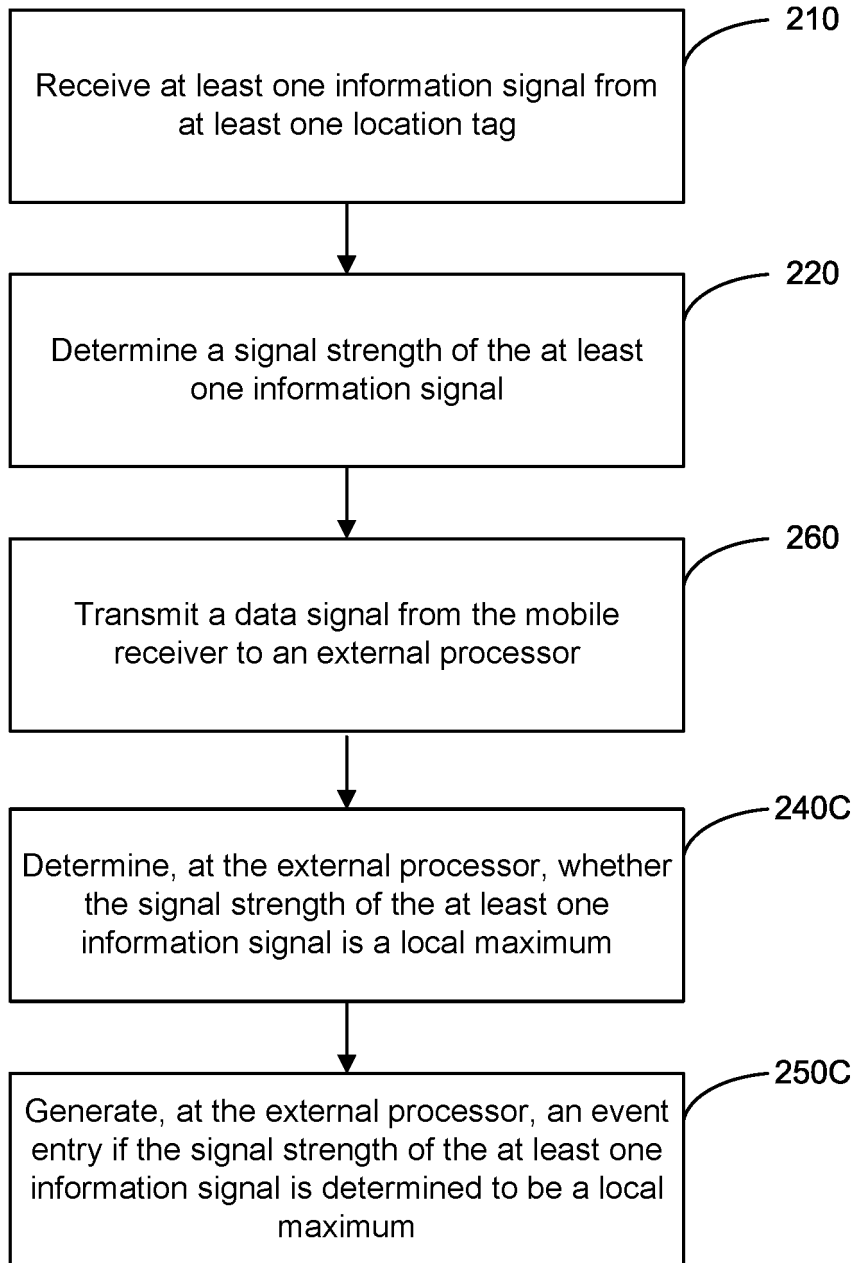 210
Receive at least one information signal from
at least one location tag
220
Determine a signal strength of the at least
one information signal
260
Transmit a data signal from the mobile
receiver to an external processor
240C
Determine, at the external processor, whether
the signal strength of the at least one
information signal is a local maximum
250C
Generate, at the external processor, an event
entry if the signal strength of the at least one
information signal is determined to be a local
maximum